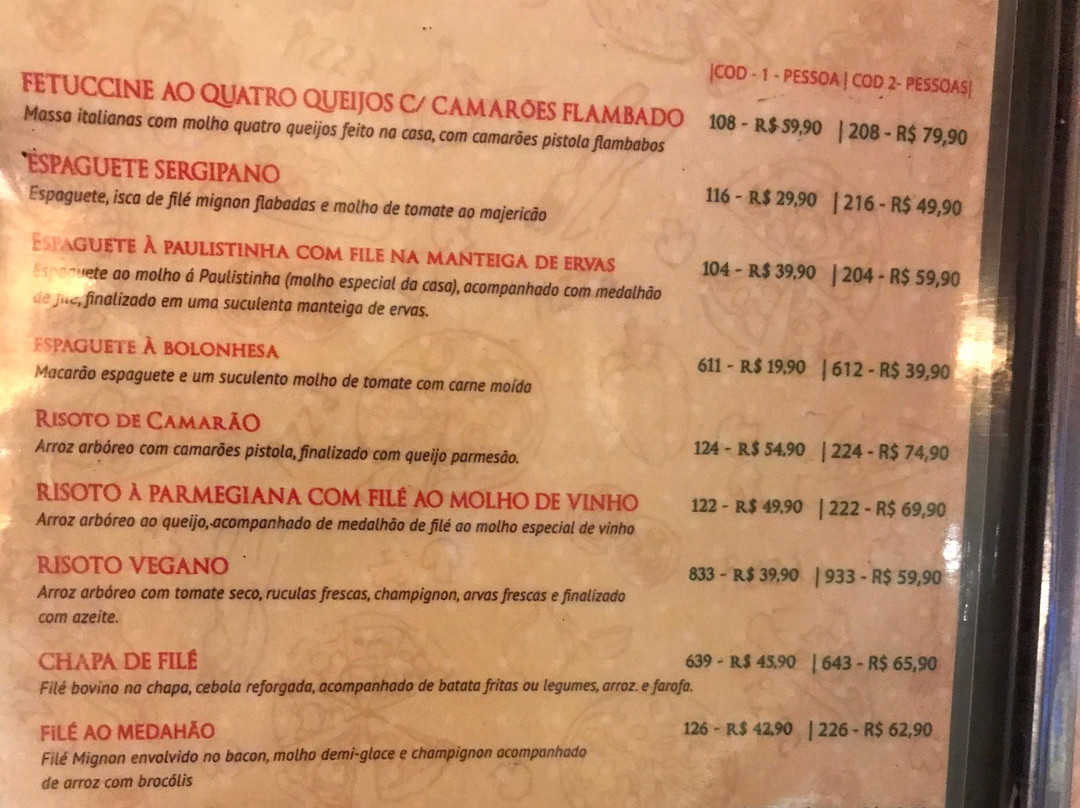 |COD - 1 - PESSOA | COD 2- PESSOAS|
FETUCCINE AO QUATRO QUEIJOS C/ CAMARÕES FLAMBADO 108 - R$ 59,90 | 208 - R$ 79,90
Massa italianas com molho quatro queijos feito na casa, com camarões pistola flambabos
ESPAGUETE SERGIPANO 116 - R$ 29,90 | 216 - R$ 49,90
Espaguete, isca de filé mignon flabadas e molho de tomate ao majericão
ESPAGUETE À PAULISTINHA COM FILE NA MANTEIGA DE ERVAS 104 - R$ 39,90 | 204 - R$ 59,90
Espaguete ao molho á Paulistinha (molho especial da casa), acompanhado com medalhão
de file, finalizado em uma suculenta manteiga de ervas.
ESPAGUETE À BOLONHESA 611 - R$ 19,90 | 612 - R$ 39,90
Macarão espaguete e um suculento molho de tomate com carne moída
RISOTO DE CAMARÃO 124 - R$ 54,90 | 224 - R$ 74,90
Arroz arbóreo com camarões pistola, finalizado com queijo parmesão.
RISOTO À PARMEGIANA COM FILÉ AO MOLHO DE VINHO 122 - R$ 49,90 | 222 - R$ 69,90
Arroz arbóreo ao queijo, acompanhado de medalhão de filé ao molho especial de vinho
RISOTO VEGANO 833 - R$ 39,90 | 933 - R$ 59,90
Arroz arbóreo com tomate seco, ruculas frescas, champignon, arvas frescas e finalizado
com azeite.
CHAPA DE FILÉ 639 - R$ 45,90 | 643 - R$ 65,90
Filé bovino na chapa, cebola reforgada, acompanhado de batata fritas ou legumes, arroz. e farofa.
FILÉ AO MEDAHÃO 126 - R$ 42,90 | 226 - R$ 62,90
Filé Mignon envolvido no bacon, molho demi-glace e champignon acompanhado
de arroz com brocólis